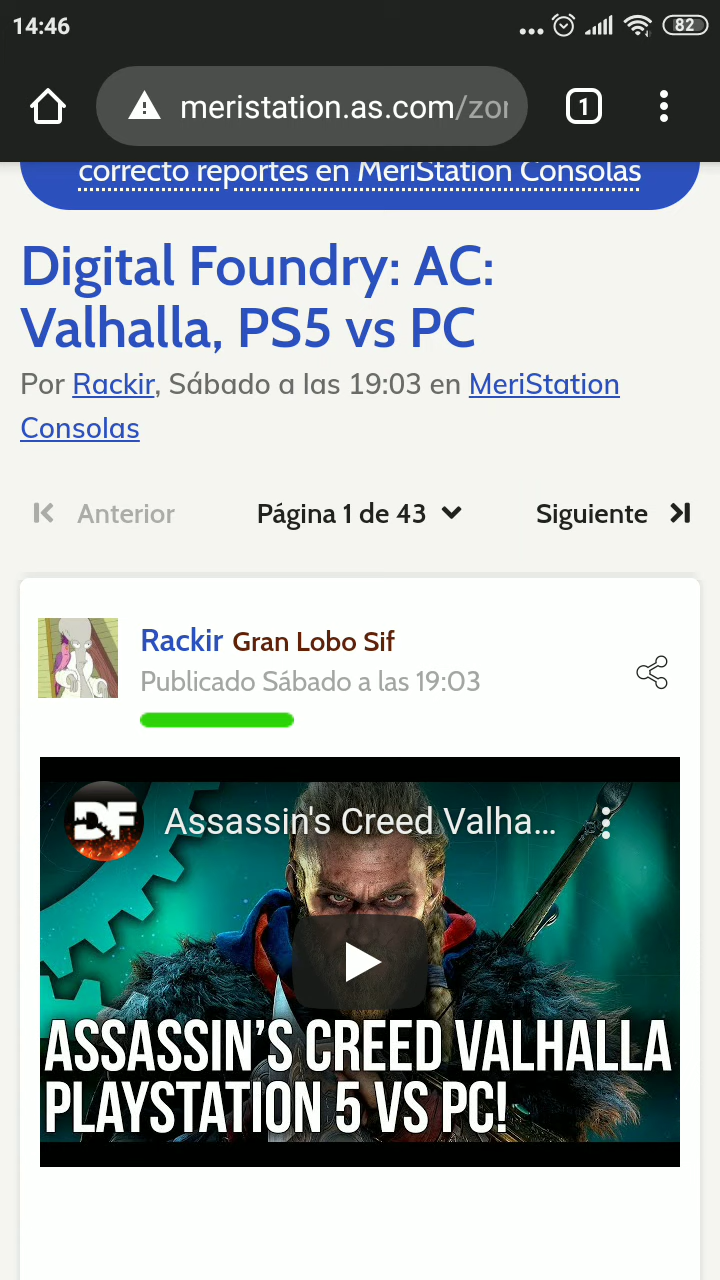 14:46
82
meristation.as.com/zor
1
correcto reportes en MeriStation Consolas
Digital Foundry: AC:
Valhalla, PS5 vs PC
Por Rackir, Sábado a las 19:03 en MeriStation
Consolas
Anterior
Página 1 de 43
Siguiente
Rackir Gran Lobo Sif
Publicado Sábado a las 19:03
DF
Assassin's Creed Valha...
ASSASSIN'S CREED VALHALLA
PLAYSTATION 5 VS PC!